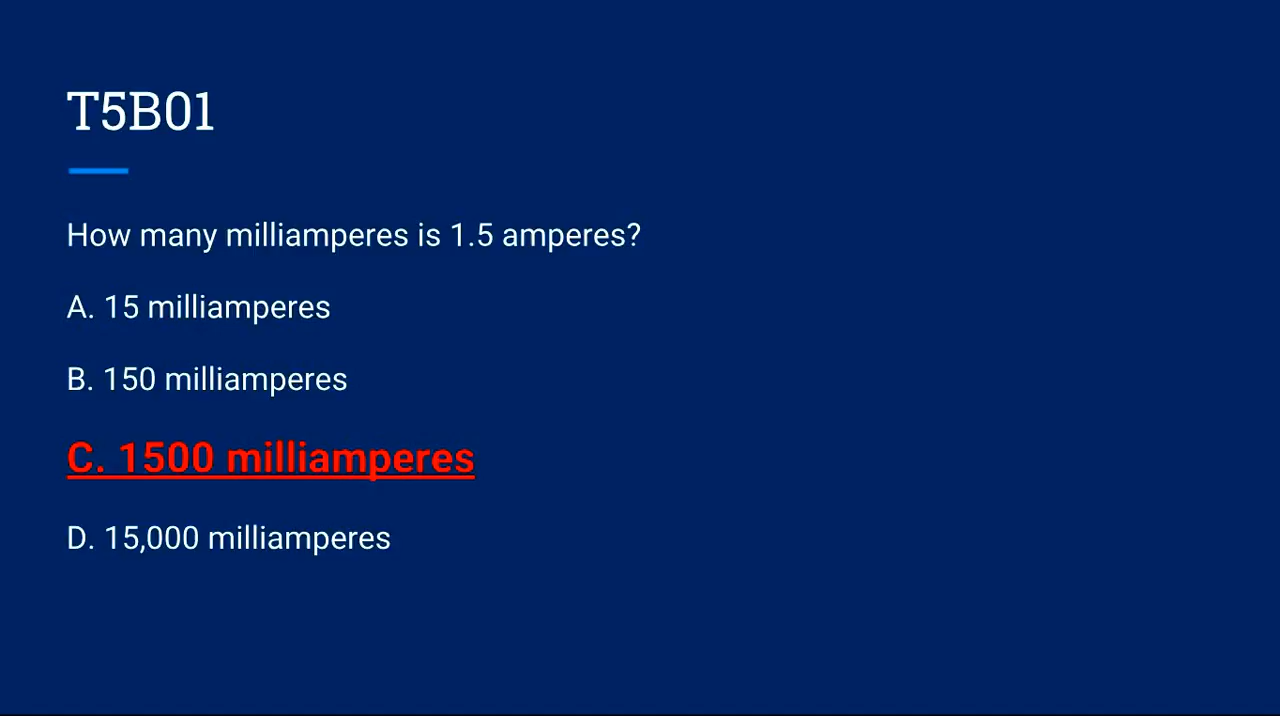 T5B01
How many milliamperes is 1.5 amperes?
A. 15 milliamperes
B. 150 milliamperes
C. 1500 milliamperes
D. 15,000 milliamperes